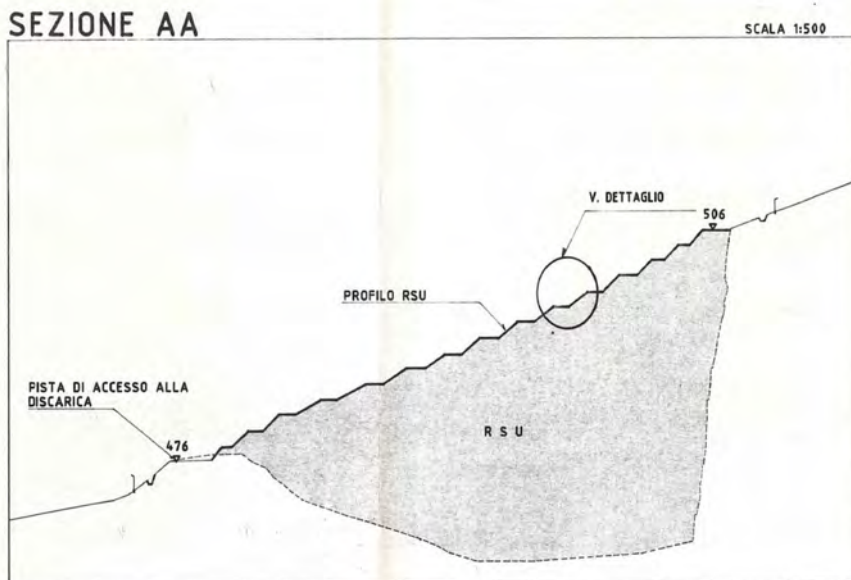 SEZIONE AA
SCALA 1:500
V. DETTAGLIO
506
PROFILO RSU
PISTA DI ACCESSO ALLA
DISCARICA
476
R S U